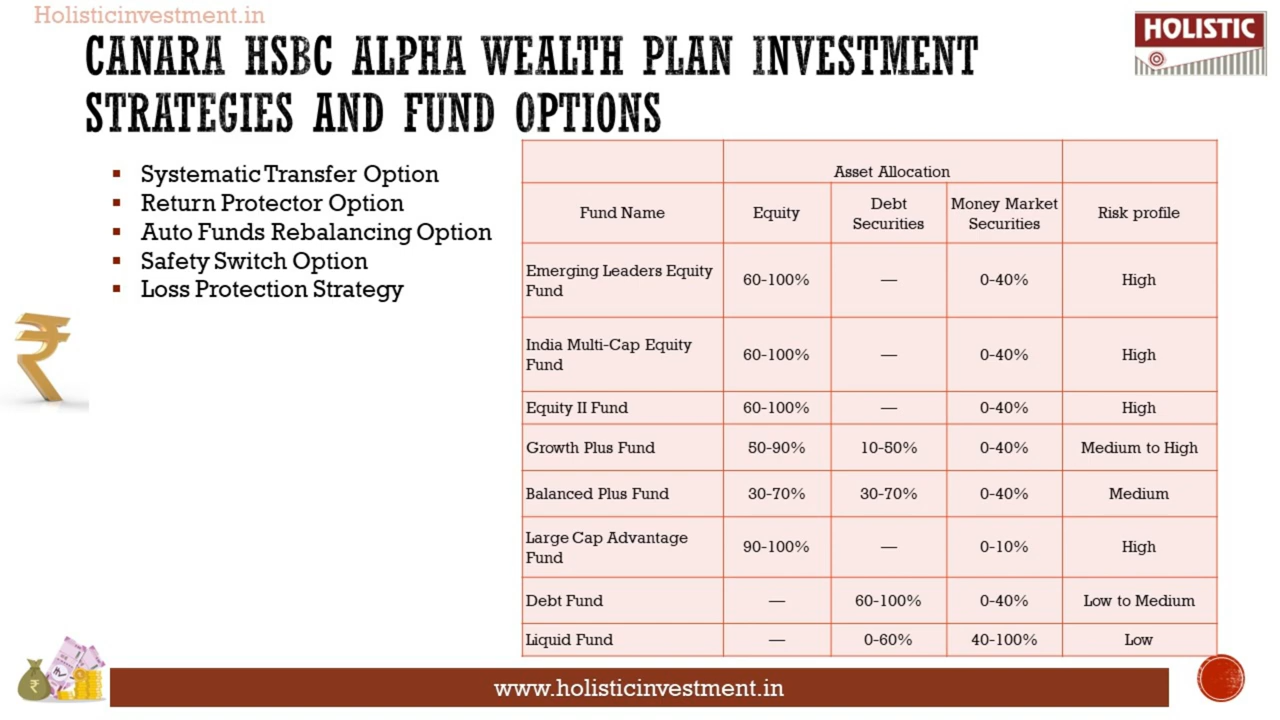 Holisticinvestment.in
HOLISTIC
CANARA HSBC ALPHA WEALTH PLAN INVESTMENT
STRATEGIES AND FUND OPTIONS
Systematic Transfer Option
Return Protector Option
Auto Funds Rebalancing Option
Safety Switch Option
Loss Protection Strategy
Asset Allocation
Fund Name Equity Debt Securities Money Market Securities Risk profile
Emerging Leaders Equity Fund 60-100% — 0-40% High
India Multi-Cap Equity Fund 60-100% — 0-40% High
Equity II Fund 60-100% — 0-40% High
Growth Plus Fund 50-90% 10-50% 0-40% Medium to High
Balanced Plus Fund 30-70% 30-70% 0-40% Medium
Large Cap Advantage Fund 90-100% — 0-10% High
Debt Fund — 60-100% 0-40% Low to Medium
Liquid Fund — 0-60% 40-100% Low
www.holisticinvestment.in